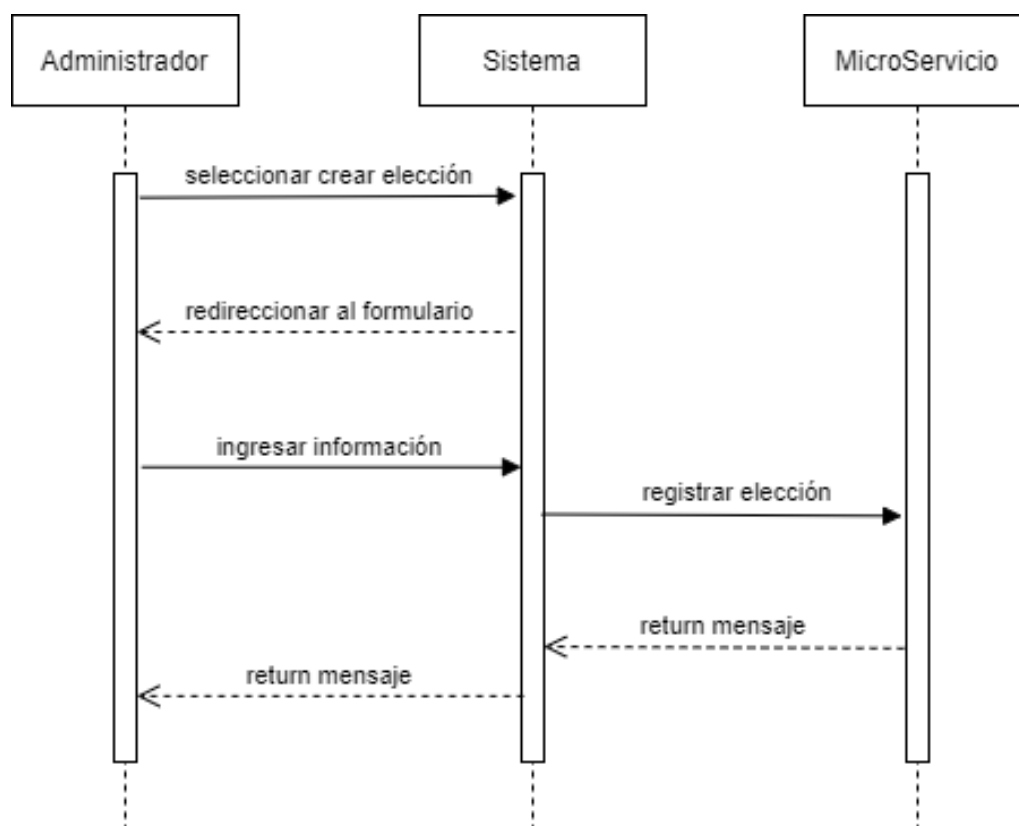 Administrador
Sistema
MicroServicio
seleccionar crear elección
redireccionar al formulario
ingresar información
registrar elección
return mensaje
return mensaje